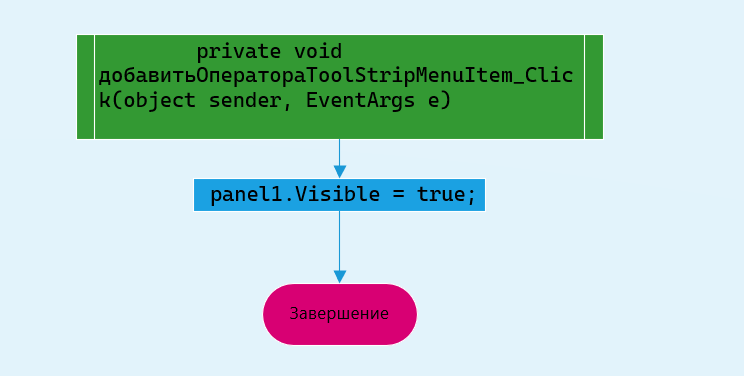 private void
добавитьОператораToolStripMenuItem_Clic
k(object sender, EventArgs e)
panel1.Visible = true;
Завершение